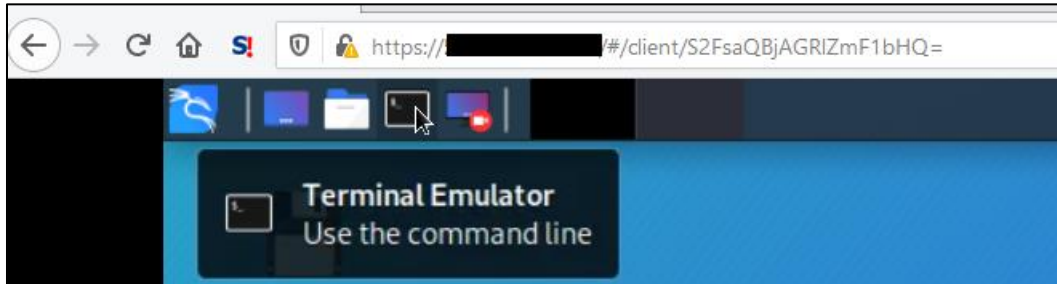 S! https:// /#/client/S2FsaQBjAGRlZmF1bHQ=
Terminal Emulator
Use the command line